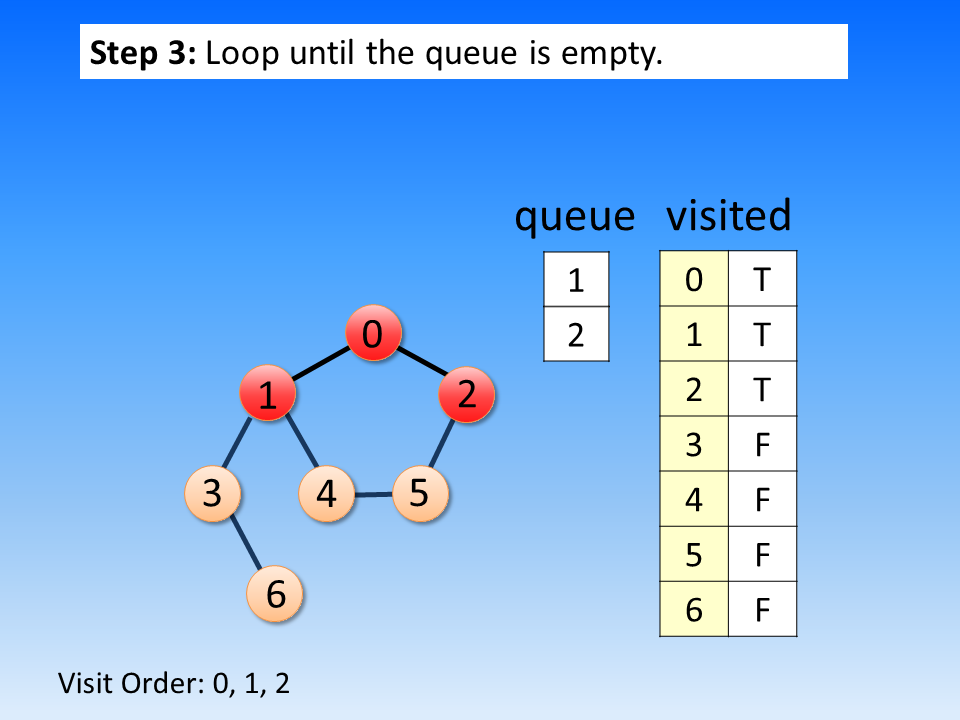 Step 3: Loop until the queue is empty.
queue visited
1
2
0 T
1 T
2 T
3 F
4 F
5 F
6 F
0
1 2
3 4 5
6
Visit Order: 0, 1, 2